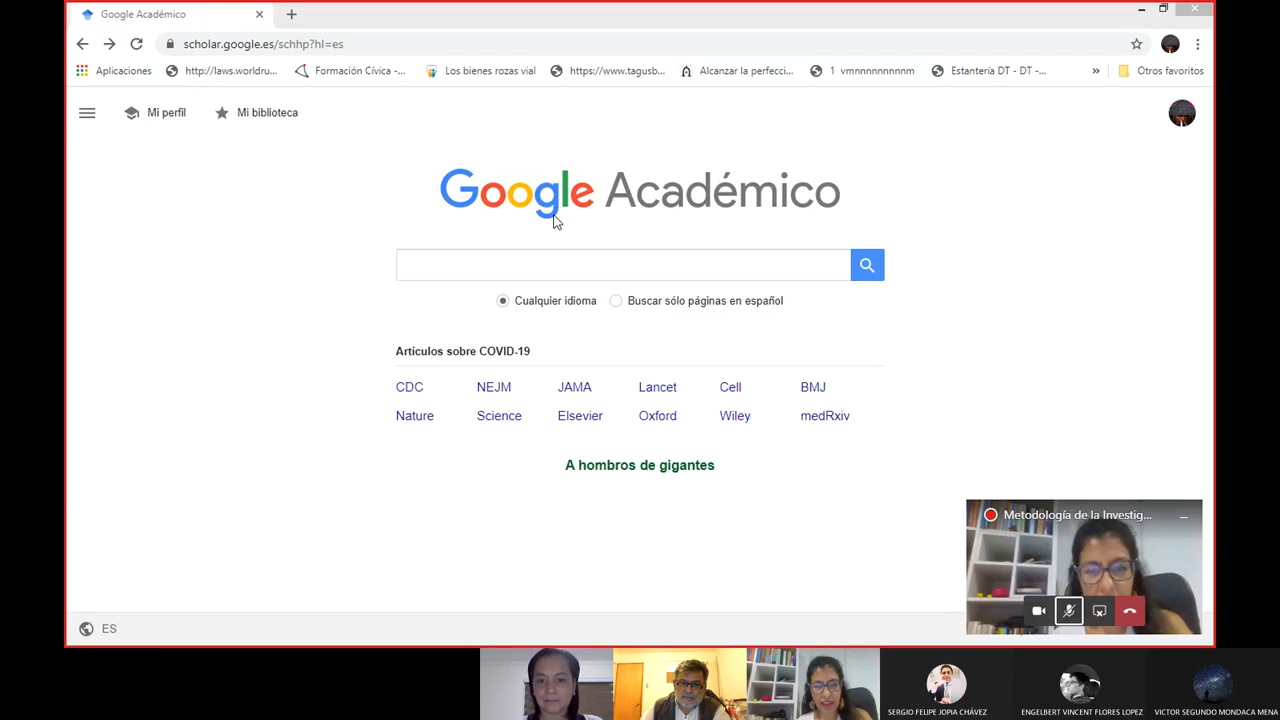 Google Académico
scholar.google.es/schhp?hl=es
Aplicaciones
http://laws.worldru...
Formación Cívica -...
Los bienes rozas vial
https://www.tagusb...
Alcanzar la perfecci...
1 vmnnnnnnnnm
Estantería DT - DT -...
»
Otros favoritos
Mi perfil
Mi biblioteca
Google Académico
Cualquier idioma
Buscar sólo páginas en español
Artículos sobre COVID-19
CDC NEJM JAMA Lancet Cell BMJ
Nature Science Elsevier Oxford Wiley medRxiv
A hombros de gigantes
Metodología de la Investig...
ES
SERGIO FELIPE JOPIA CHÁVEZ
ENGELBERT VINCENT FLORES LOPEZ
VICTOR SEGUNDO MONDACA MENA